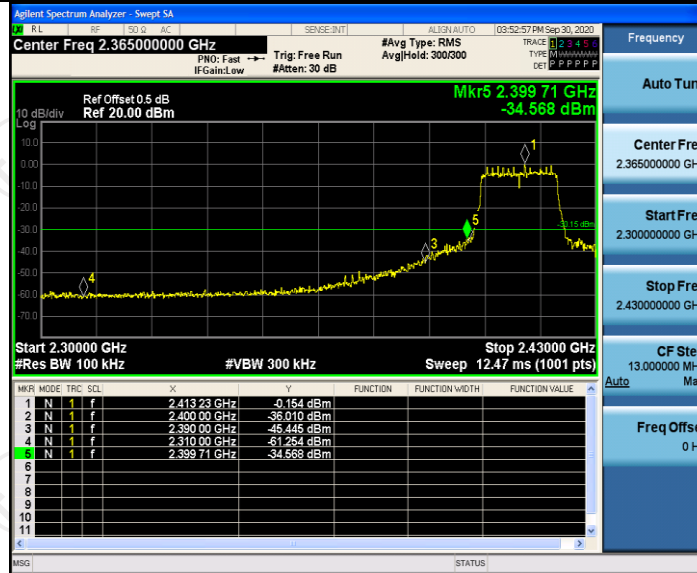 Agilent Spectrum Analyzer - Swept SA
RL RF 50 Ω AC SENSE:INT ALIGN AUTO 03:52:57 PM Sep 30, 2020
Center Freq 2.365000000 GHz
PNO: Fast
IFGain:Low
Trig: Free Run
#Atten: 30 dB
#Avg Type: RMS
Avg|Hold: 300/300
TRACE 1 2 3 4 5 6
TYPE M
DET P P P P P P
Frequency
Mkr5 2.399 71 GHz
-34.568 dBm
Ref Offset 0.5 dB
10 dB/div Ref 20.00 dBm
Log
10.0
0.00
-10.0
-20.0
-30.0
-40.0
-50.0
-60.0
-70.0
1
5
3
4
Start 2.30000 GHz Stop 2.43000 GHz
#Res BW 100 kHz #VBW 300 kHz Sweep 12.47 ms (1001 pts)
MKR MODE TRC SCL X Y FUNCTION FUNCTION WIDTH FUNCTION VALUE
1 N 1 f 2.413 23 GHz -0.154 dBm
2 N 1 f 2.400 00 GHz -36.010 dBm
3 N 1 f 2.390 00 GHz -45.445 dBm
4 N 1 f 2.310 00 GHz -61.254 dBm
5 N 1 f 2.399 71 GHz -34.568 dBm
6
7
8
9
10
11
MSG STATUS
Auto Tun
Center Fre
2.365000000 GH
Start Fre
2.300000000 GH
Stop Fre
2.430000000 GH
CF Ste
13.000000 MH
Auto Ma
Freq Offse
0 H